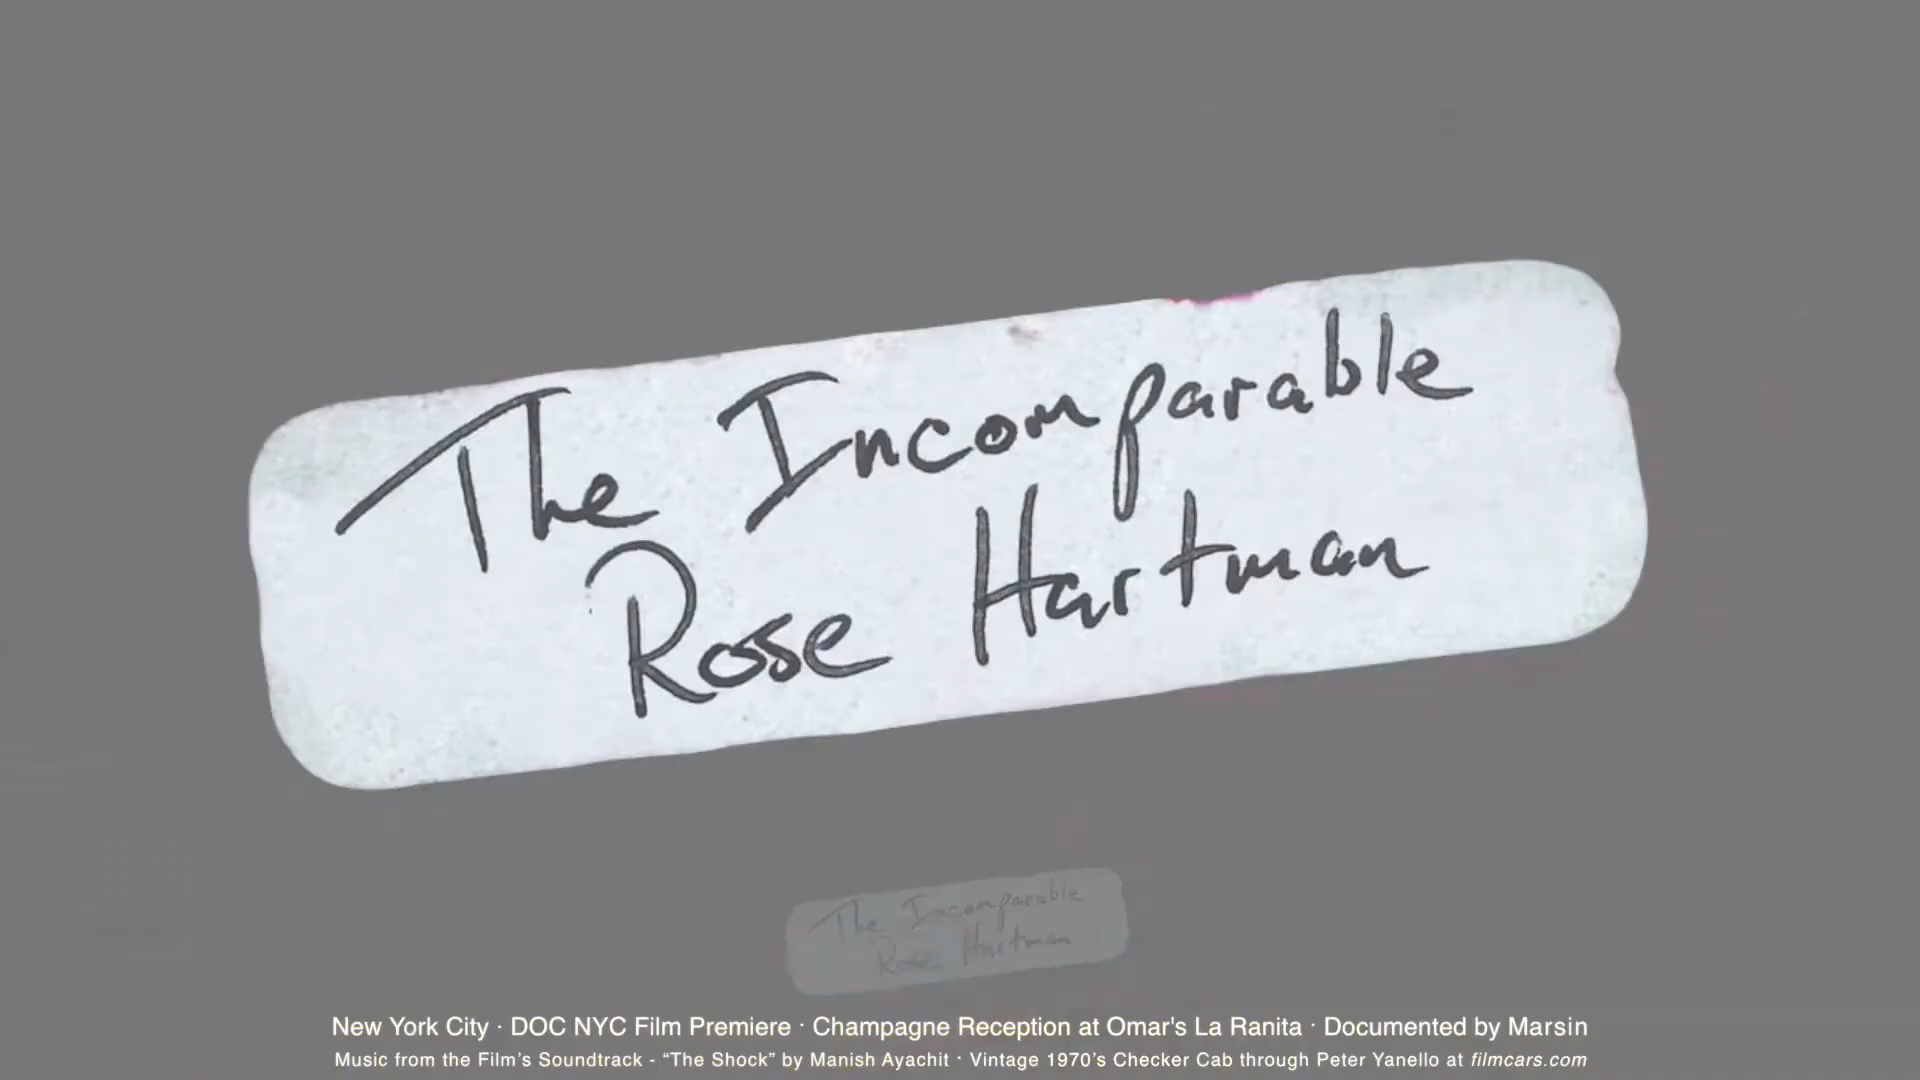 The Incomparable
Rose Hartman
The Incomparable
Rose Hartman
New York City · DOC NYC Film Premiere · Champagne Reception at Omar's La Ranita · Documented by Marsin
Music from the Film’s Soundtrack - “The Shock” by Manish Ayachit · Vintage 1970’s Checker Cab through Peter Yanello at filmcars.com